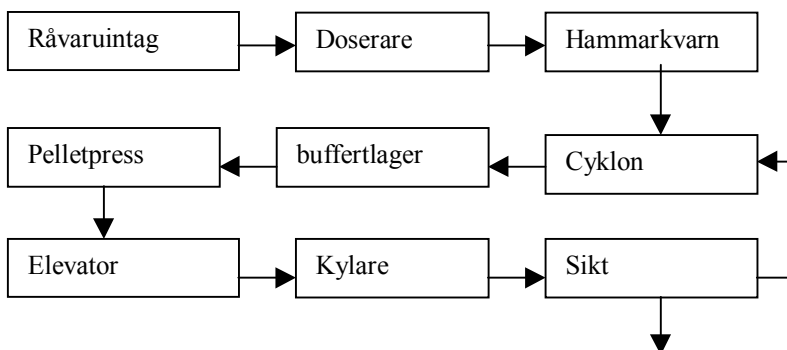 Råvaruintag
Doserare
Hammarkvarn
Pelletpress
buffertlager
Cyklon
Elevator
Kylare
Sikt